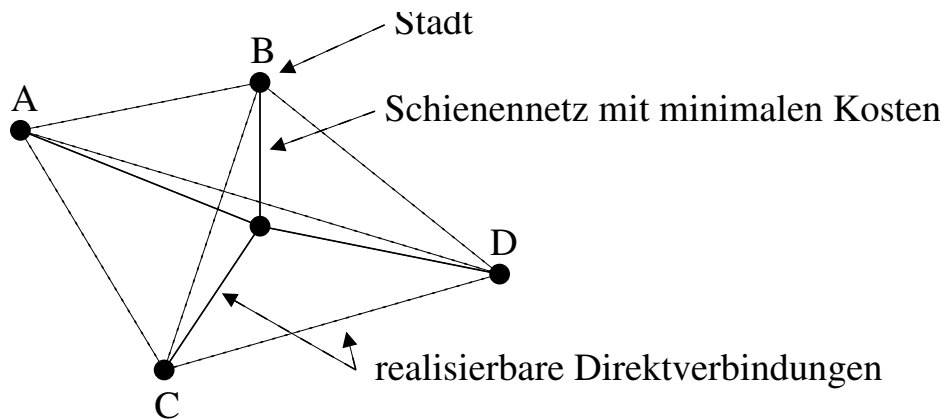 Stadt
B
A
Schienennetz mit minimalen Kosten
D
realisierbare Direktverbindungen
C